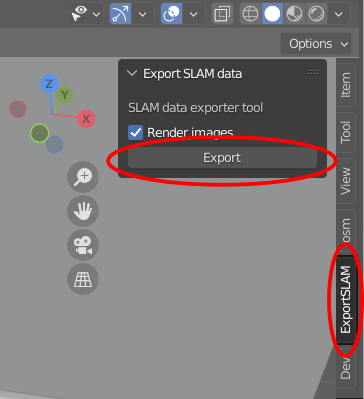 Options
Export SLAM data
SLAM data exporter tool
Render images
Export
Z
Y
X
Item
Tool
View
osm
ExportSLAM
Dev